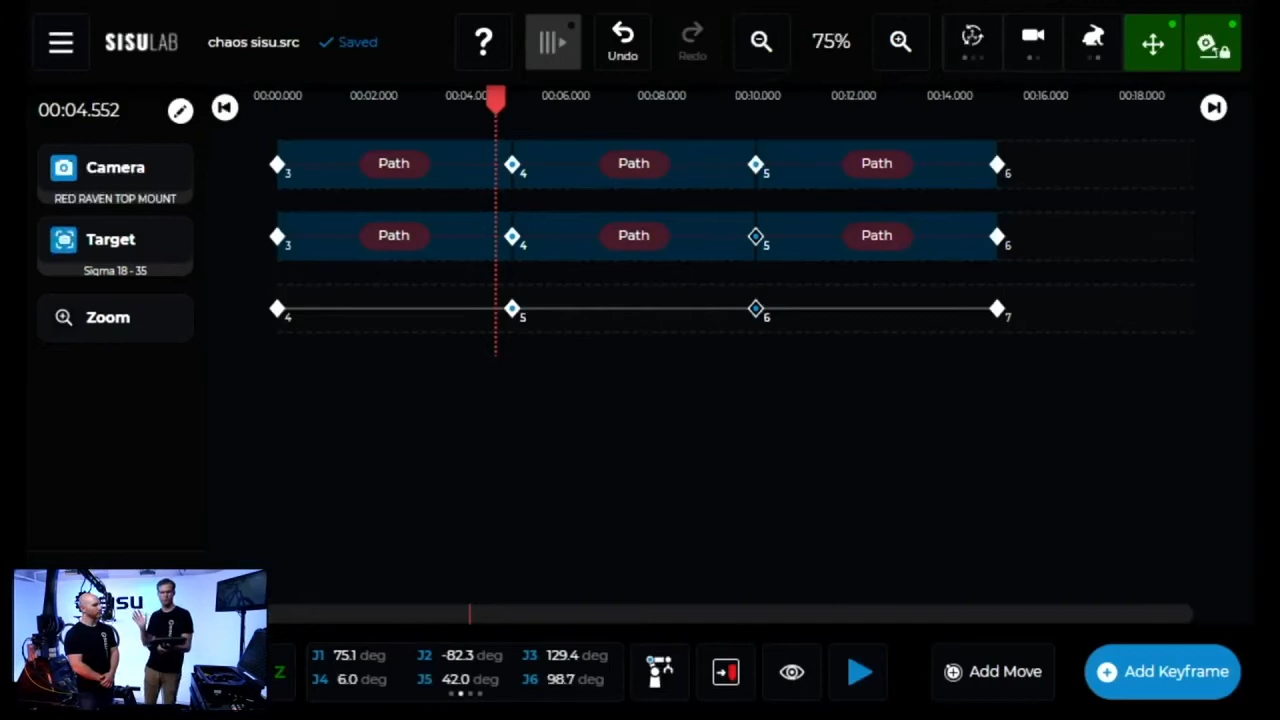 SISULAB
chaos sisu.src
Saved
?
Undo
Redo
75%
00:04.552
00:00.000
00:02.000
00:04.00
00:06.000
00:08.000
00:10.000
00:12.000
00:14.000
00:16.000
00:18.000
Camera
RED RAVEN TOP MOUNT
3 Path 4 Path 5 Path 6
Target
Sigma 18 - 35
3 Path 4 Path 5 Path 6
Zoom
4 5 6 7
sisu
Z
J1 75.1 deg J2 -82.3 deg J3 129.4 deg
J4 6.0 deg J5 42.0 deg J6 98.7 deg
Add Move
Add Keyframe